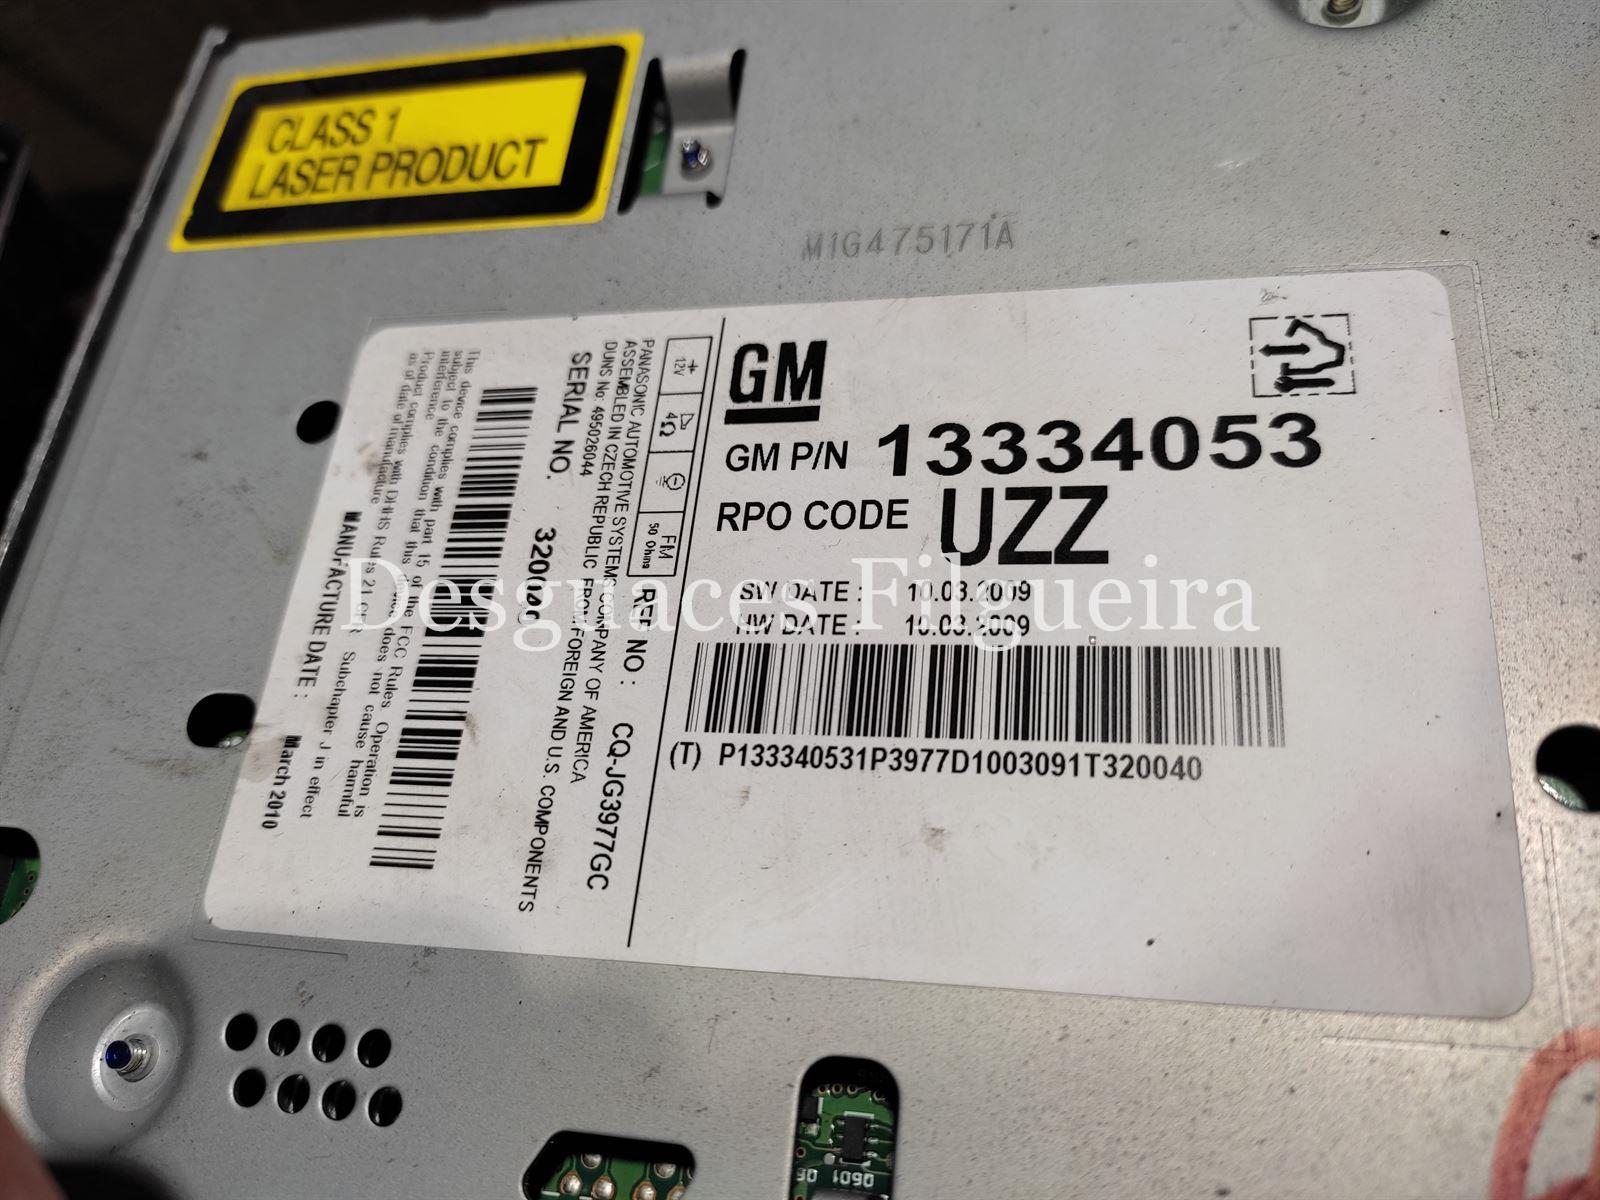 CLASS 1
LASER PRODUCT
M1G475171A
GM
GM P/N 13334053
RPO CODE UZZ
SW DATE : 10.03.2009
HW DATE : 10.03.2009
(T) P133340531P3977D1003091T320040
+ 12V
4Ω
FM
50 Ohms
REF NO : CQ-JG3977GC
PANASONIC AUTOMOTIVE SYSTEMS COMPANY OF AMERICA
ASSEMBLED IN CZECH REPUBLIC FROM FOREIGN AND U.S. COMPONENTS
DUNS No: 495026044
SERIAL NO. 320040
This device complies with part 15 of the FCC Rules. Operation is
subject to the condition that this device does not cause harmful
interference
Product complies with DHHS Rules 21 CFR Subchapter J in effect
as of date of manufacture
MANUFACTURE DATE : March 2010
Desguaces Filgueira
Q601